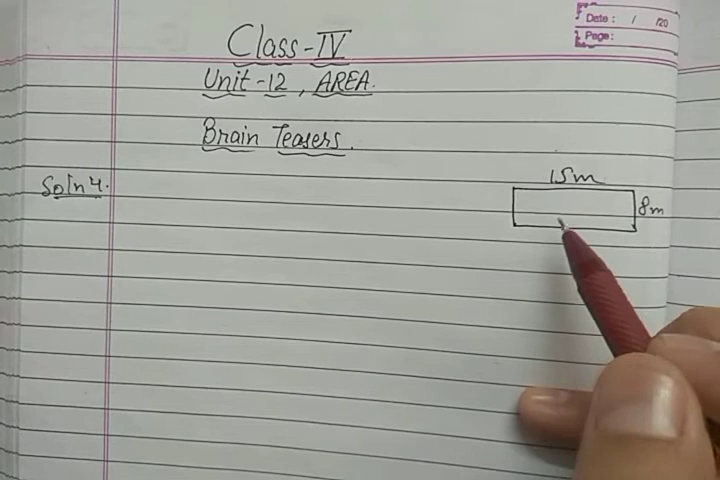 Date: / /20
Page:
Class-IV
Unit-12, AREA.
Brain Teasers.
Soln 4.
15m
8m